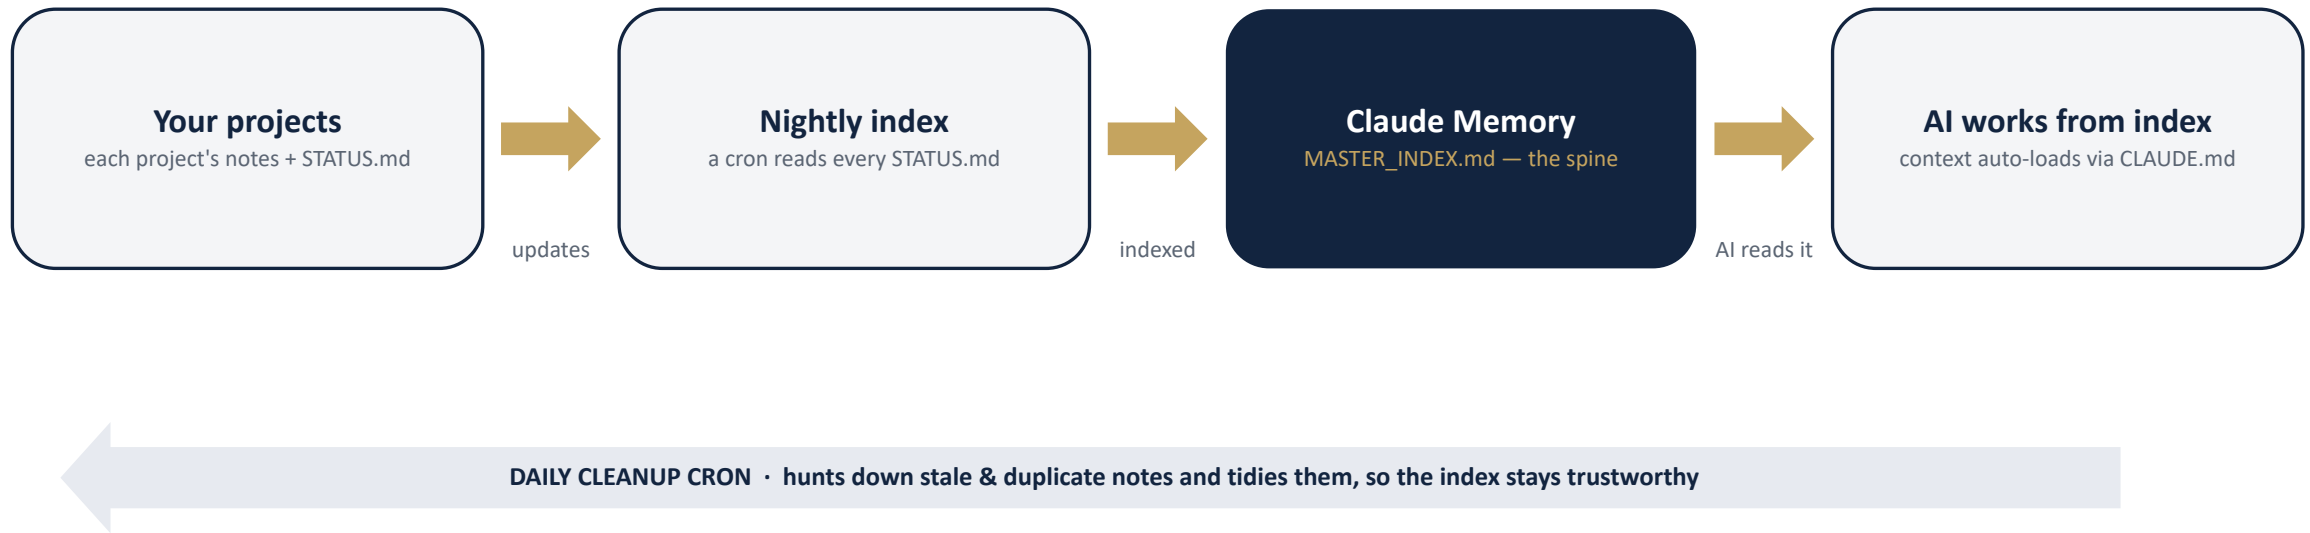 Your projects
each project's notes + STATUS.md
updates
Nightly index
a cron reads every STATUS.md
indexed
Claude Memory
MASTER_INDEX.md — the spine
AI reads it
AI works from index
context auto-loads via CLAUDE.md
DAILY CLEANUP CRON · hunts down stale & duplicate notes and tidies them, so the index stays trustworthy